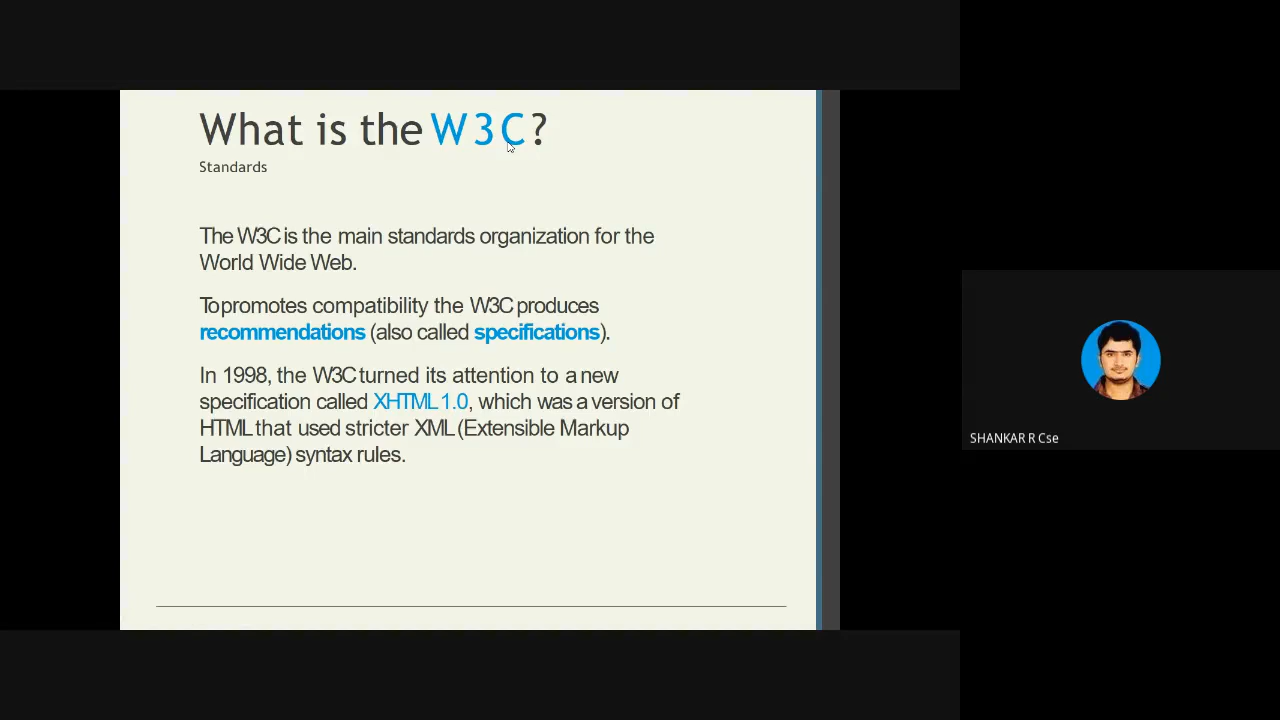 What is the W3C?
Standards
The W3C is the main standards organization for the
World Wide Web.
Topromotes compatibility the W3C produces
recommendations (also called specifications).
In 1998, the W3C turned its attention to a new
specification called XHTML 1.0, which was a version of
HTML that used stricter XML (Extensible Markup
Language) syntax rules.
SHANKAR R Cse